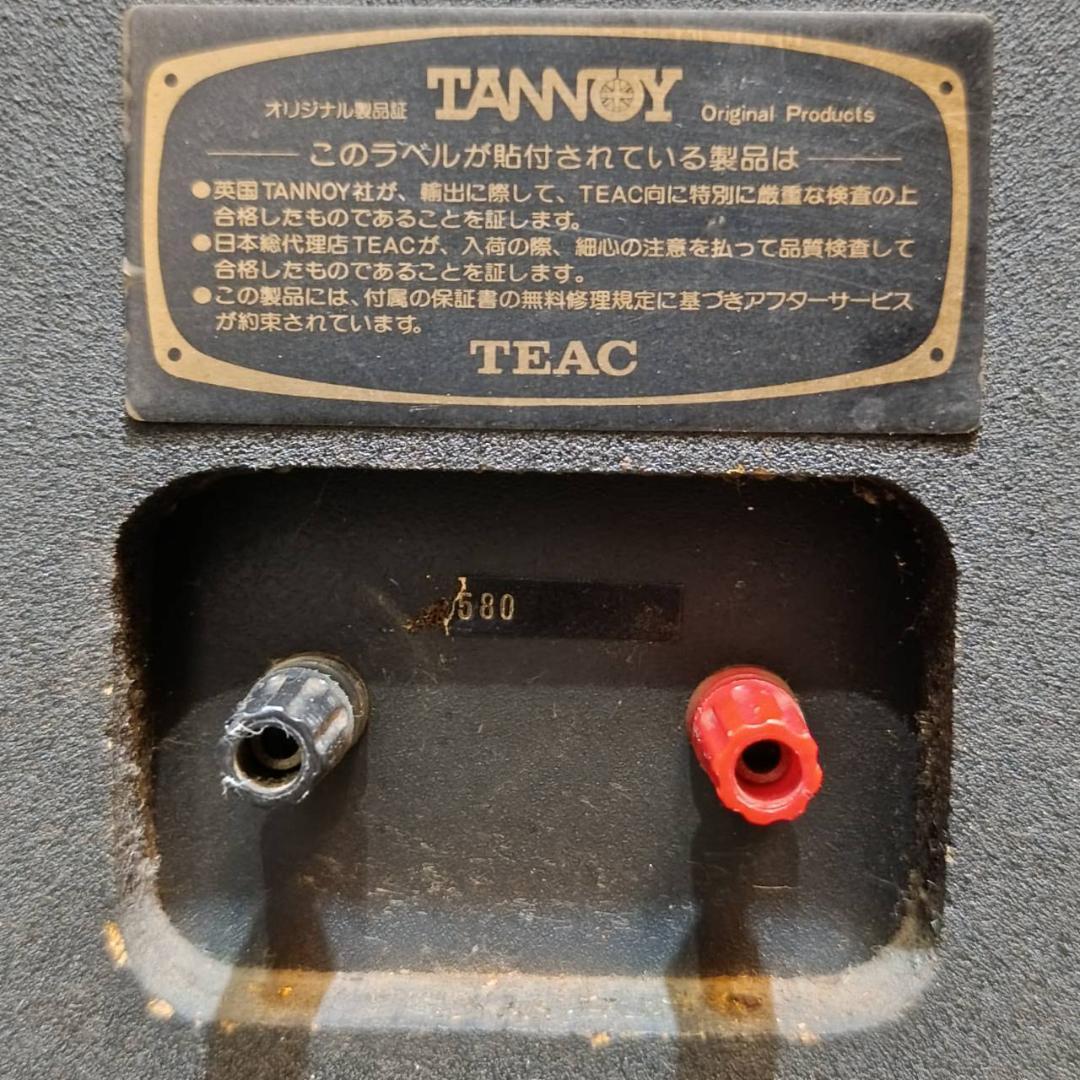 オリジナル製品証 TANNOY Original Products
このラベルが貼付されている製品は
●英国TANNOY社が、輸出に際して、TEAC向に特別に厳重な検査の上
合格したものであることを証します。
●日本総代理店TEACが、入荷の際、細心の注意を払って品質検査して
合格したものであることを証します。
●この製品には、付属の保証書の無料修理規定に基づきアフターサービス
が約束されています。
TEAC
580